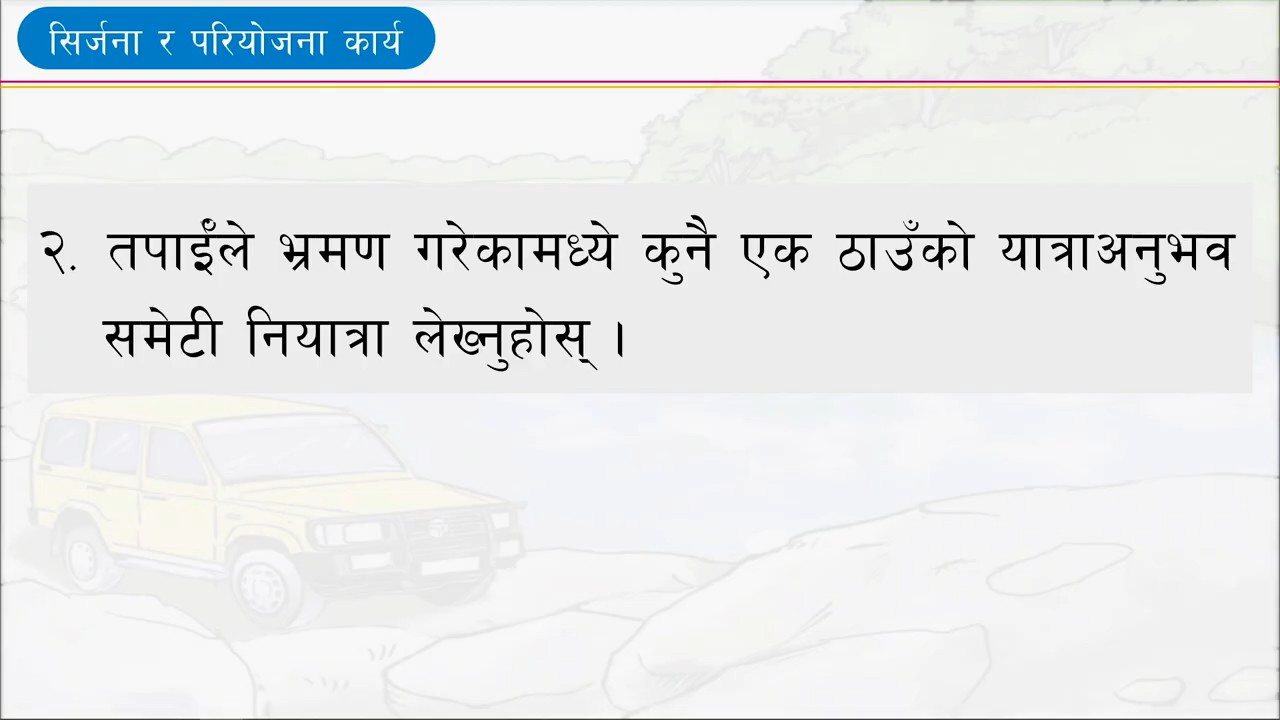 सिर्जना र परियोजना कार्य
२. तपाईंले भ्रमण गरेकामध्ये कुनै एक ठाउँको यात्राअनुभव
समेटी नियात्रा लेख्नुहोस् ।